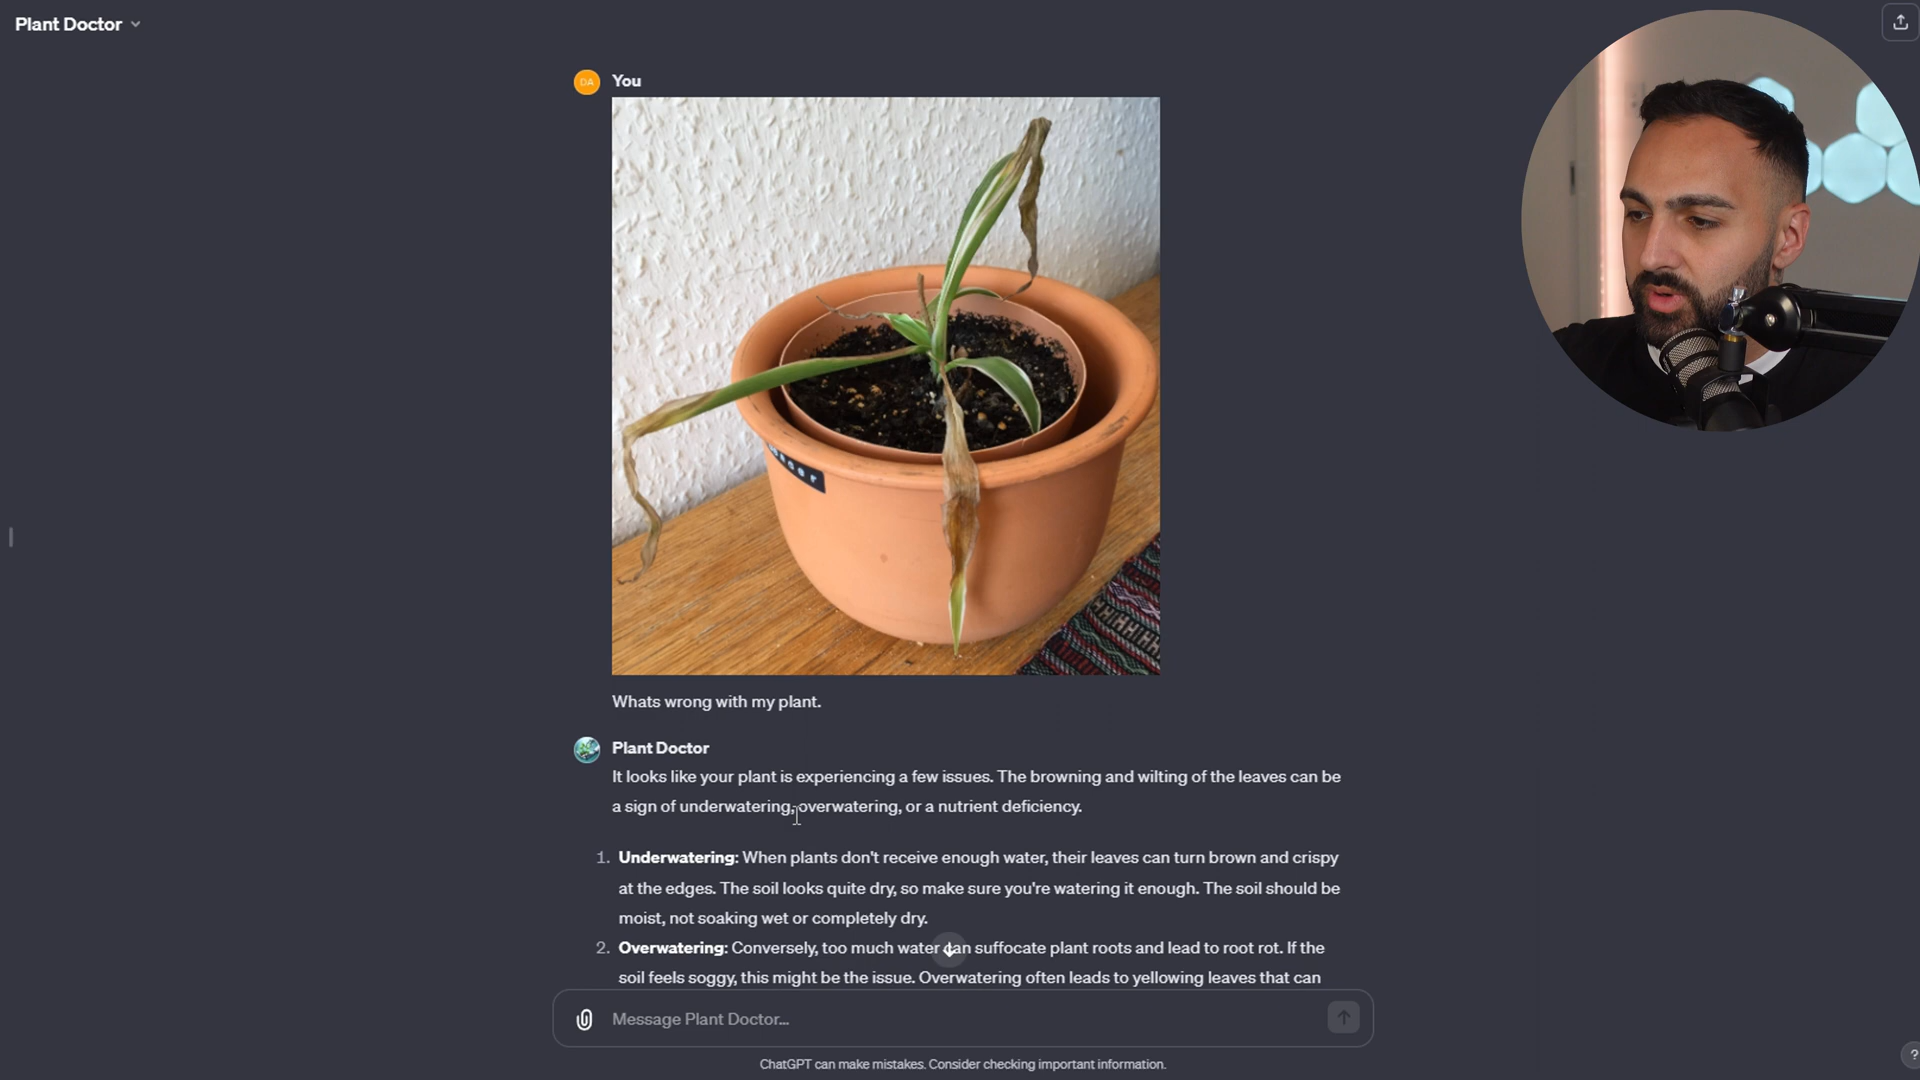 Plant Doctor
DA
You
Whats wrong with my plant.
Plant Doctor
It looks like your plant is experiencing a few issues. The browning and wilting of the leaves can be
a sign of underwatering, overwatering, or a nutrient deficiency.
1. Underwatering: When plants don't receive enough water, their leaves can turn brown and crispy
at the edges. The soil looks quite dry, so make sure you're watering it enough. The soil should be
moist, not soaking wet or completely dry.
2. Overwatering: Conversely, too much water can suffocate plant roots and lead to root rot. If the
soil feels soggy, this might be the issue. Overwatering often leads to yellowing leaves that can
Message Plant Doctor...
ChatGPT can make mistakes. Consider checking important information.
?